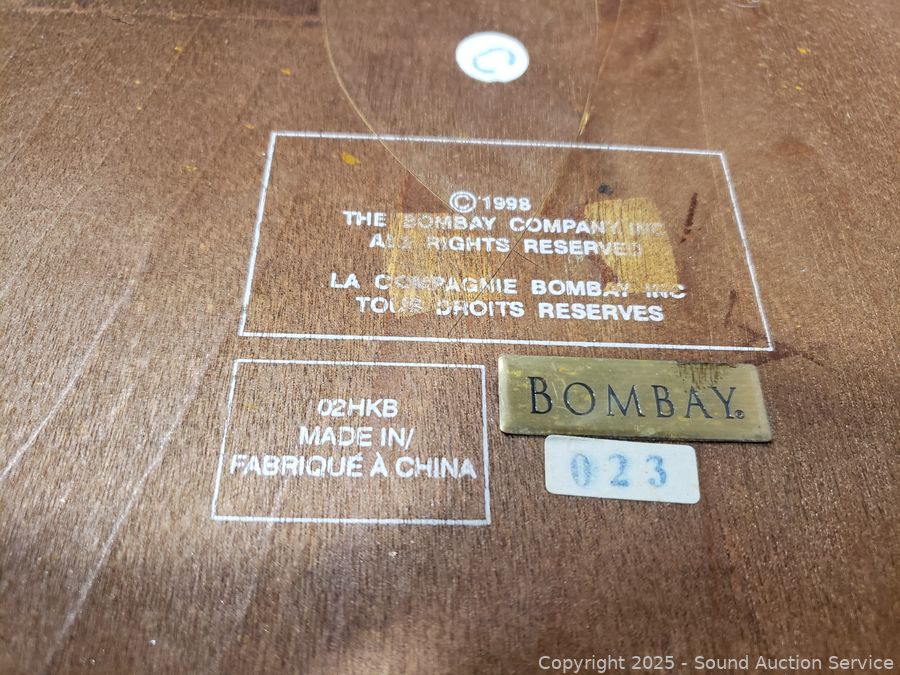 C
© 1998
THE BOMBAY COMPANY INC
ALL RIGHTS RESERVED
LA COMPAGNIE BOMBAY INC
TOUS DROITS RESERVES
02HKB
MADE IN/
FABRIQUÉ À CHINA
BOMBAY®
023
Copyright 2025 - Sound Auction Service